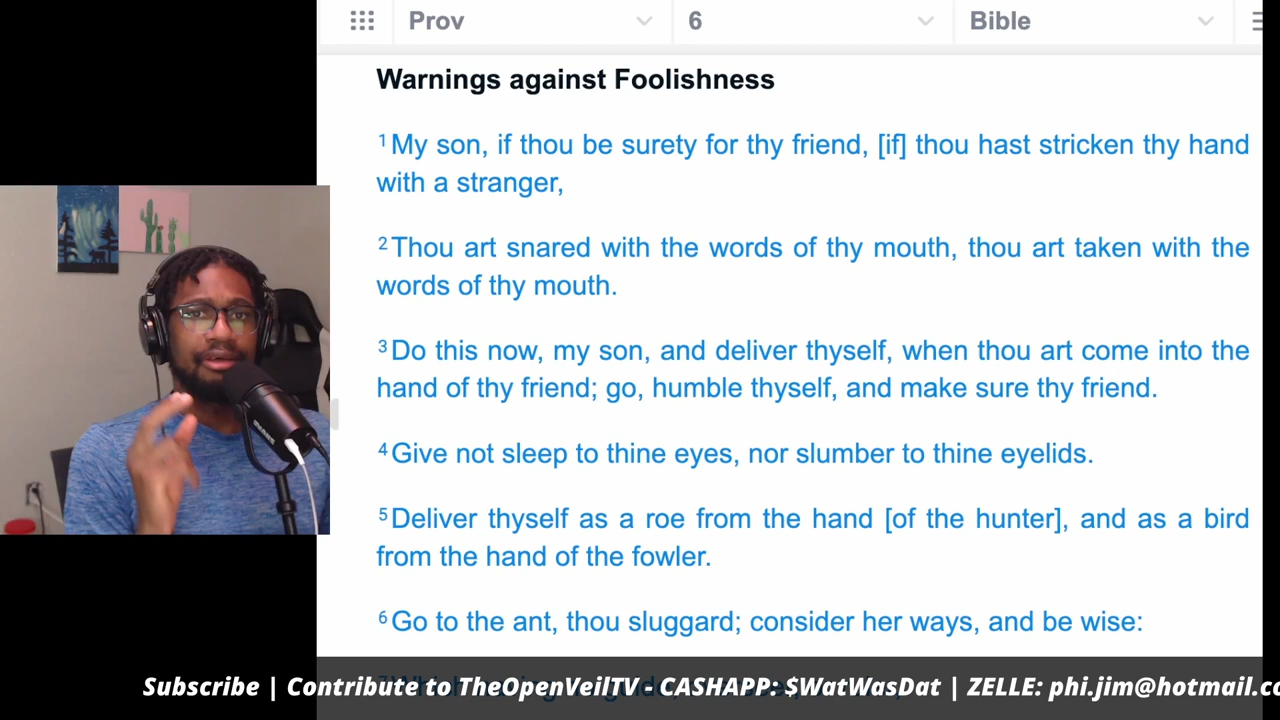 Prov 6 Bible
Warnings against Foolishness
1 My son, if thou be surety for thy friend, [if] thou hast stricken thy hand
with a stranger,
2 Thou art snared with the words of thy mouth, thou art taken with the
words of thy mouth.
3 Do this now, my son, and deliver thyself, when thou art come into the
hand of thy friend; go, humble thyself, and make sure thy friend.
4 Give not sleep to thine eyes, nor slumber to thine eyelids.
5 Deliver thyself as a roe from the hand [of the hunter], and as a bird
from the hand of the fowler.
6 Go to the ant, thou sluggard; consider her ways, and be wise:
Subscribe | Contribute to TheOpenVeilTV - CASHAPP: $WatWasDat | ZELLE: phi.jim@hotmail.co